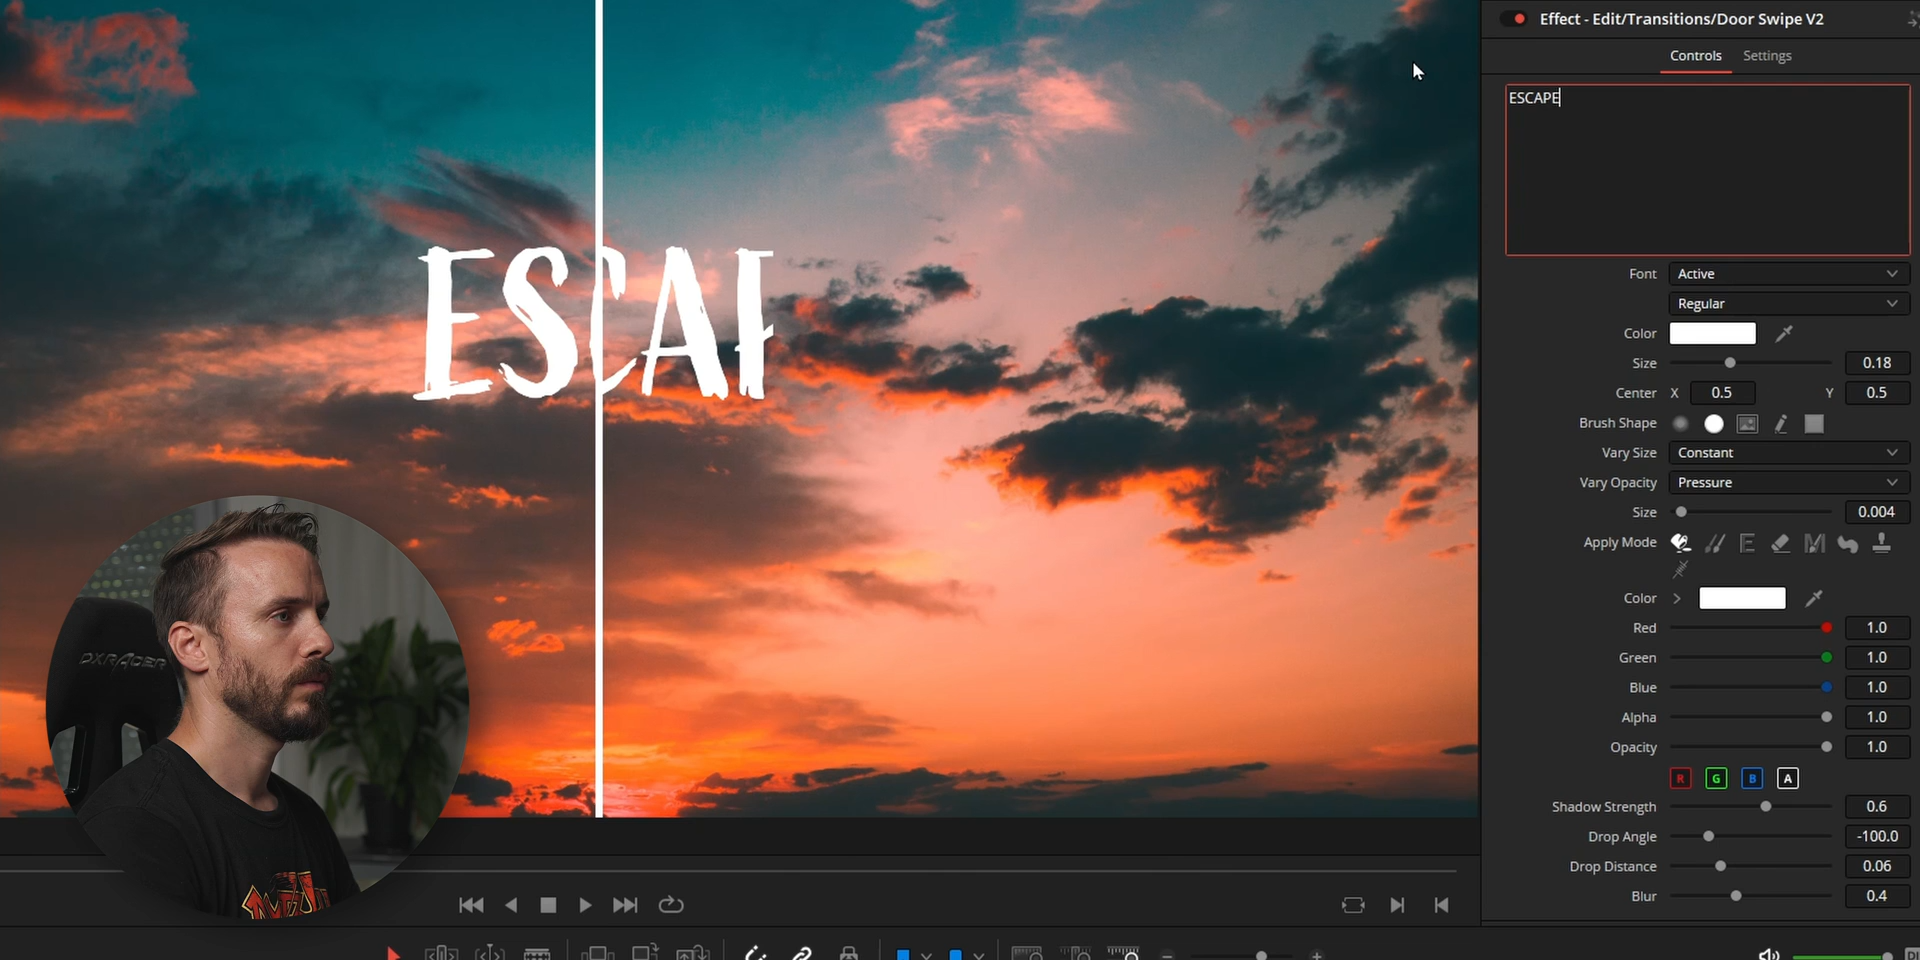 Effect - Edit/Transitions/Door Swipe V2
Controls Settings
ESCAPE
ESCAP
Font Active
Regular
Color
Size 0.18
Center X 0.5 Y 0.5
Brush Shape
Vary Size Constant
Vary Opacity Pressure
Size 0.004
Apply Mode
Color
Red 1.0
Green 1.0
Blue 1.0
Alpha 1.0
Opacity 1.0
R G B A
Shadow Strength 0.6
Drop Angle -100.0
Drop Distance 0.06
Blur 0.4
DXRACER